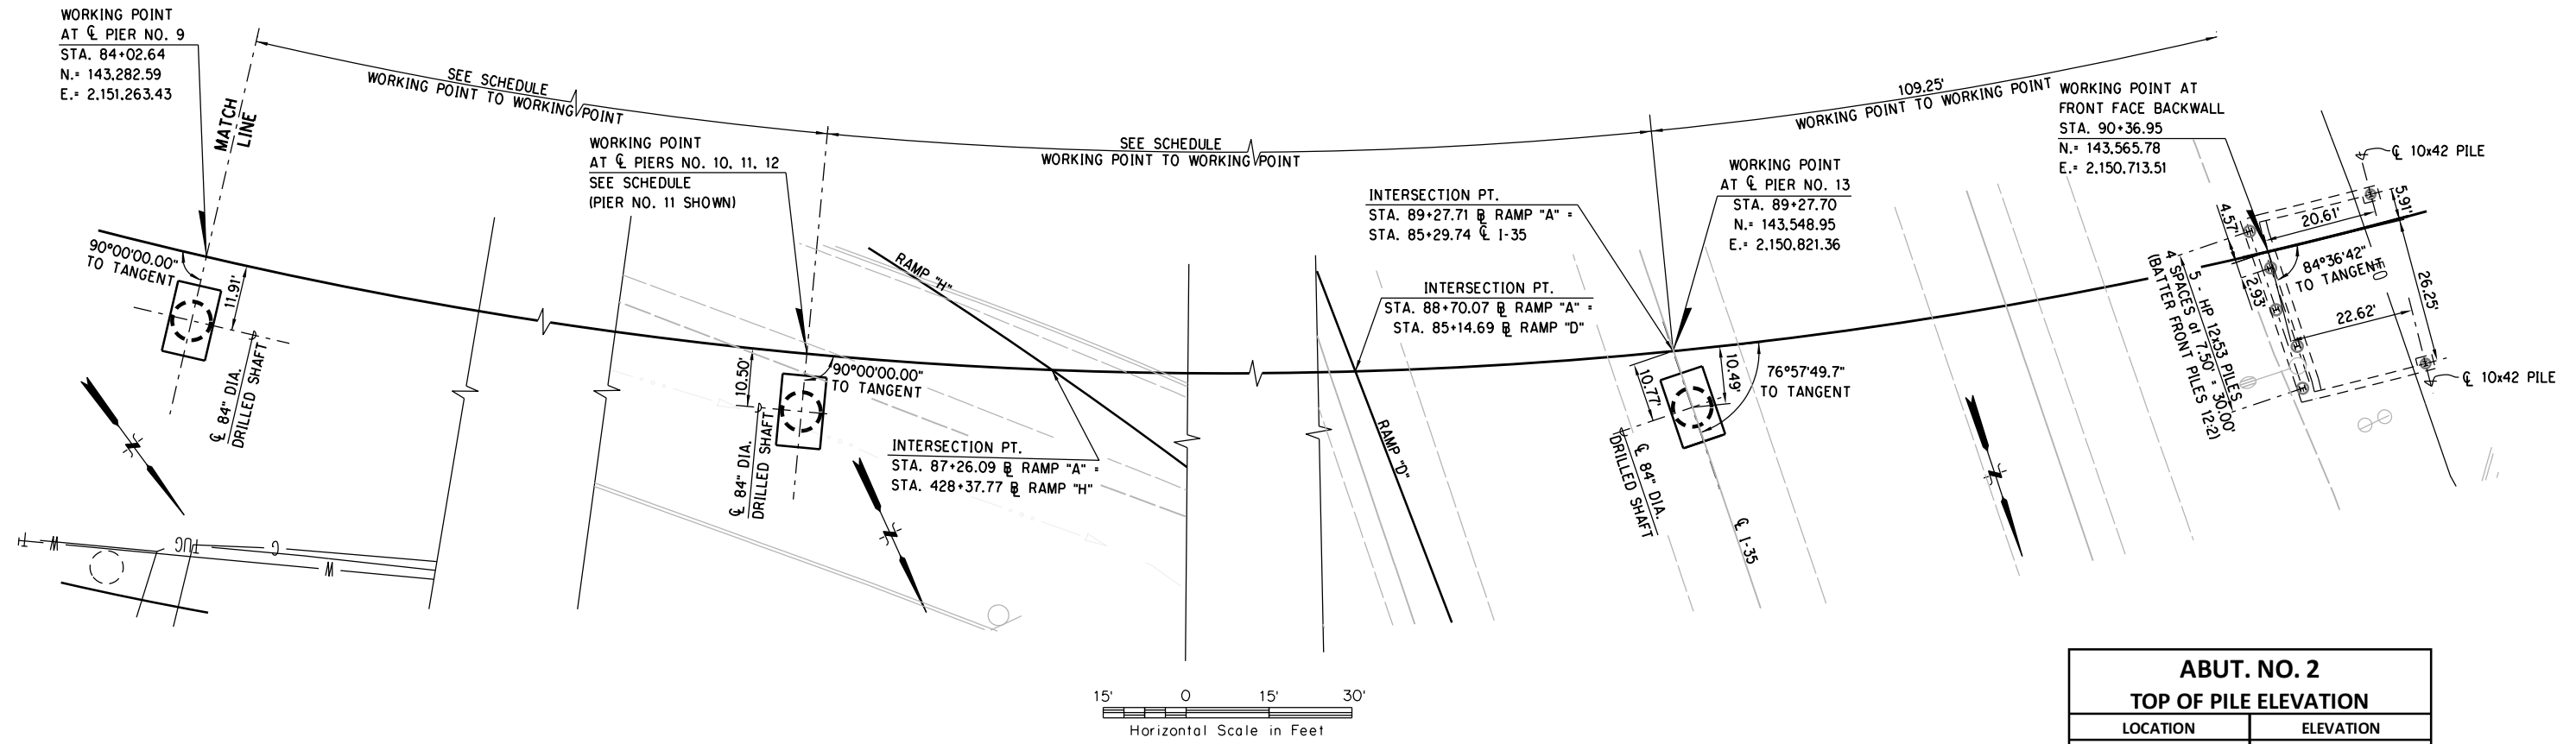 WORKING POINT
AT ℄ PIER NO. 9
STA. 84+02.64
N.= 143,282.59
E.= 2,151,263.43
MATCH
LINE
SEE SCHEDULE
WORKING POINT TO WORKING POINT
90°00'00.00"
TO TANGENT
11.91'
℄ 84" DIA.
DRILLED SHAFT
WORKING POINT
AT ℄ PIERS NO. 10, 11, 12
SEE SCHEDULE
(PIER NO. 11 SHOWN)
SEE SCHEDULE
WORKING POINT TO WORKING POINT
RAMP "H"
10.50'
90°00'00.00"
TO TANGENT
℄ 84" DIA.
DRILLED SHAFT
INTERSECTION PT.
STA. 87+26.09 ⅊ RAMP "A" =
STA. 428+37.77 ⅊ RAMP "H"
INTERSECTION PT.
STA. 89+27.71 ⅊ RAMP "A" =
STA. 85+29.74 ℄ I-35
INTERSECTION PT.
STA. 88+70.07 ⅊ RAMP "A" =
STA. 85+14.69 ⅊ RAMP "D"
RAMP "D"
WORKING POINT
AT ℄ PIER NO. 13
STA. 89+27.70
N.= 143,548.95
E.= 2,150,821.36
10.77'
10.49'
76°57'49.7"
TO TANGENT
℄ 84" DIA.
DRILLED SHAFT
℄ I-35
109.25'
WORKING POINT TO WORKING POINT
WORKING POINT AT
FRONT FACE BACKWALL
STA. 90+36.95
N.= 143,565.78
E.= 2,150,713.51
℄ 10x42 PILE
5.91'
20.61'
4.57'
84°36'42"
TO TANGENT
2.93'
26.25'
22.62'
5 - HP 12x53 PILES
4 SPACES at 7.50' = 30.00'
(BATTER FRONT PILES 12:2)
℄ 10x42 PILE
N
N
N
W
C
W
15' 0 15' 30'
Horizontal Scale in Feet
ABUT. NO. 2
TOP OF PILE ELEVATION
LOCATION ELEVATION